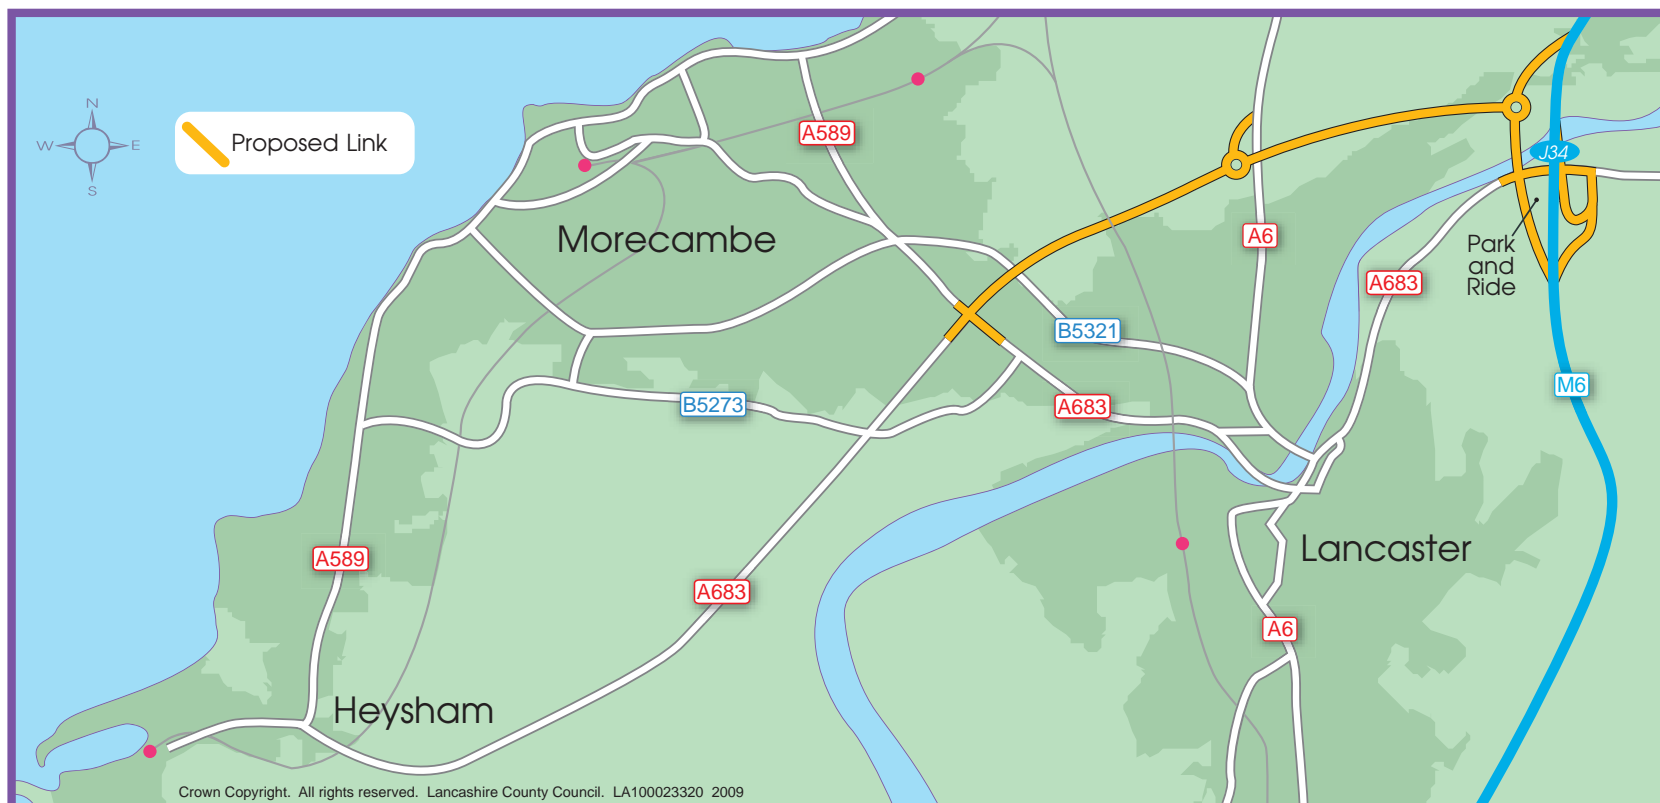 N
W E
S
Proposed Link
A589
J34
Morecambe
A6
Park
and
Ride
A683
B5321
M6
B5273
A683
Lancaster
A589
A683
A6
Heysham
Crown Copyright. All rights reserved. Lancashire County Council. LA100023320 2009